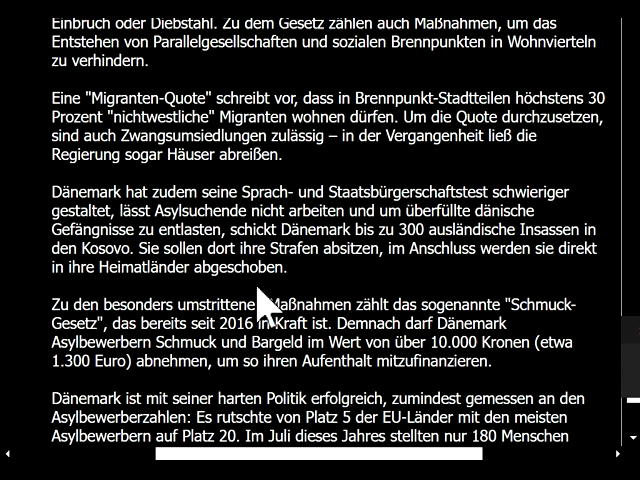 Einbruch oder Diebstahl. Zu dem Gesetz zählen auch Maßnahmen, um das
Entstehen von Parallelgesellschaften und sozialen Brennpunkten in Wohnvierteln
zu verhindern.
Eine "Migranten-Quote" schreibt vor, dass in Brennpunkt-Stadtteilen höchstens 30
Prozent "nichtwestliche" Migranten wohnen dürfen. Um die Quote durchzusetzen,
sind auch Zwangsumsiedlungen zulässig – in der Vergangenheit ließ die
Regierung sogar Häuser abreißen.
Dänemark hat zudem seine Sprach- und Staatsbürgerschaftstest schwieriger
gestaltet, lässt Asylsuchende nicht arbeiten und um überfüllte dänische
Gefängnisse zu entlasten, schickt Dänemark bis zu 300 ausländische Insassen in
den Kosovo. Sie sollen dort ihre Strafen absitzen, im Anschluss werden sie direkt
in ihre Heimatländer abgeschoben.
Zu den besonders umstrittene Maßnahmen zählt das sogenannte "Schmuck-
Gesetz", das bereits seit 2016 in Kraft ist. Demnach darf Dänemark
Asylbewerbern Schmuck und Bargeld im Wert von über 10.000 Kronen (etwa
1.300 Euro) abnehmen, um so ihren Aufenthalt mitzufinanzieren.
Dänemark ist mit seiner harten Politik erfolgreich, zumindest gemessen an den
Asylbewerberzahlen: Es rutschte von Platz 5 der EU-Länder mit den meisten
Asylbewerbern auf Platz 20. Im Juli dieses Jahres stellten nur 180 Menschen